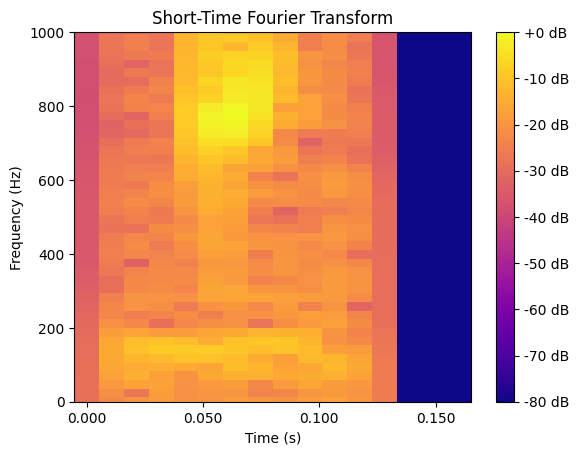 Short-Time Fourier Transform
Frequency (Hz)
1000
800
600
400
200
0
0.000
0.050
0.100
0.150
Time (s)
+0 dB
-10 dB
-20 dB
-30 dB
-40 dB
-50 dB
-60 dB
-70 dB
-80 dB